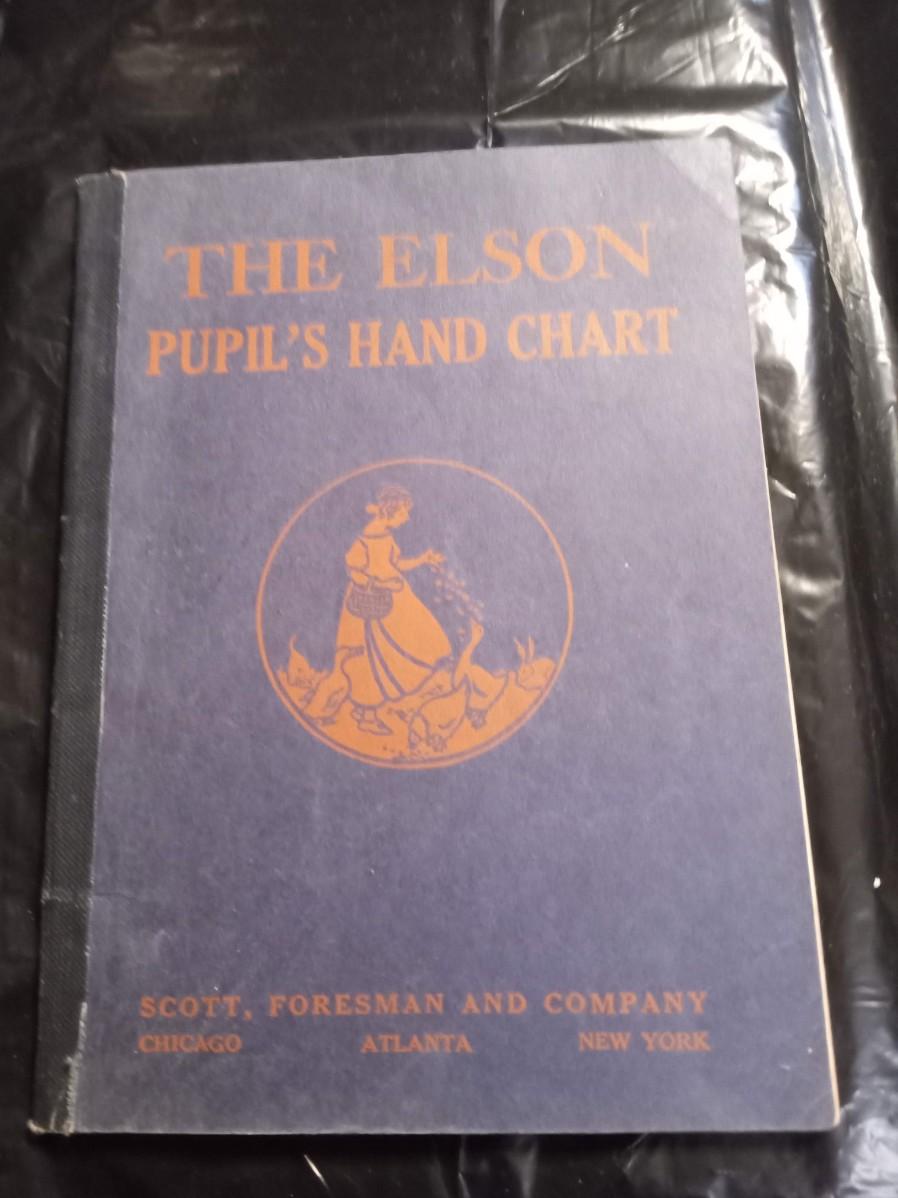 THE ELSON
PUPIL'S HAND CHART
SCOTT, FORESMAN AND COMPANY
CHICAGO ATLANTA NEW YORK